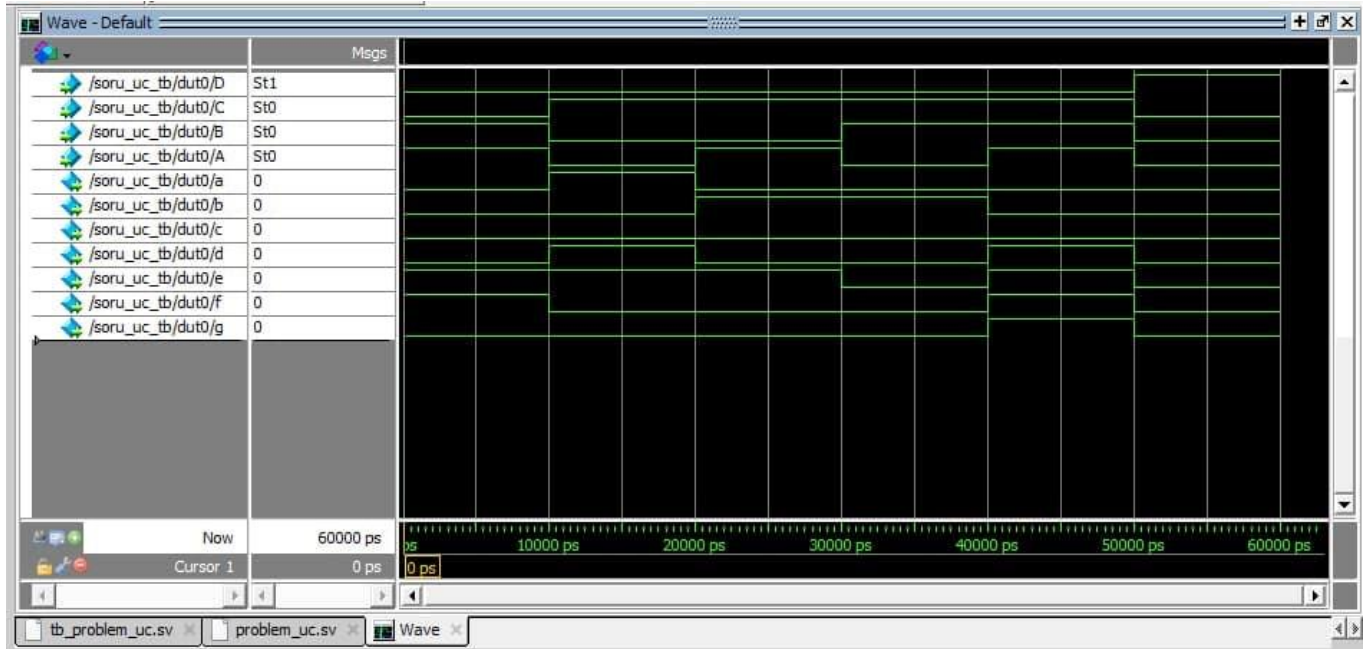 Wave - Default
Msgs
/soru_uc_tb/dut0/D St1
/soru_uc_tb/dut0/C St0
/soru_uc_tb/dut0/B St0
/soru_uc_tb/dut0/A St0
/soru_uc_tb/dut0/a 0
/soru_uc_tb/dut0/b 0
/soru_uc_tb/dut0/c 0
/soru_uc_tb/dut0/d 0
/soru_uc_tb/dut0/e 0
/soru_uc_tb/dut0/f 0
/soru_uc_tb/dut0/g 0
Now 60000 ps ps 10000 ps 20000 ps 30000 ps 40000 ps 50000 ps 60000 ps
Cursor 1 0 ps 0 ps
tb_problem_uc.sv problem_uc.sv Wave